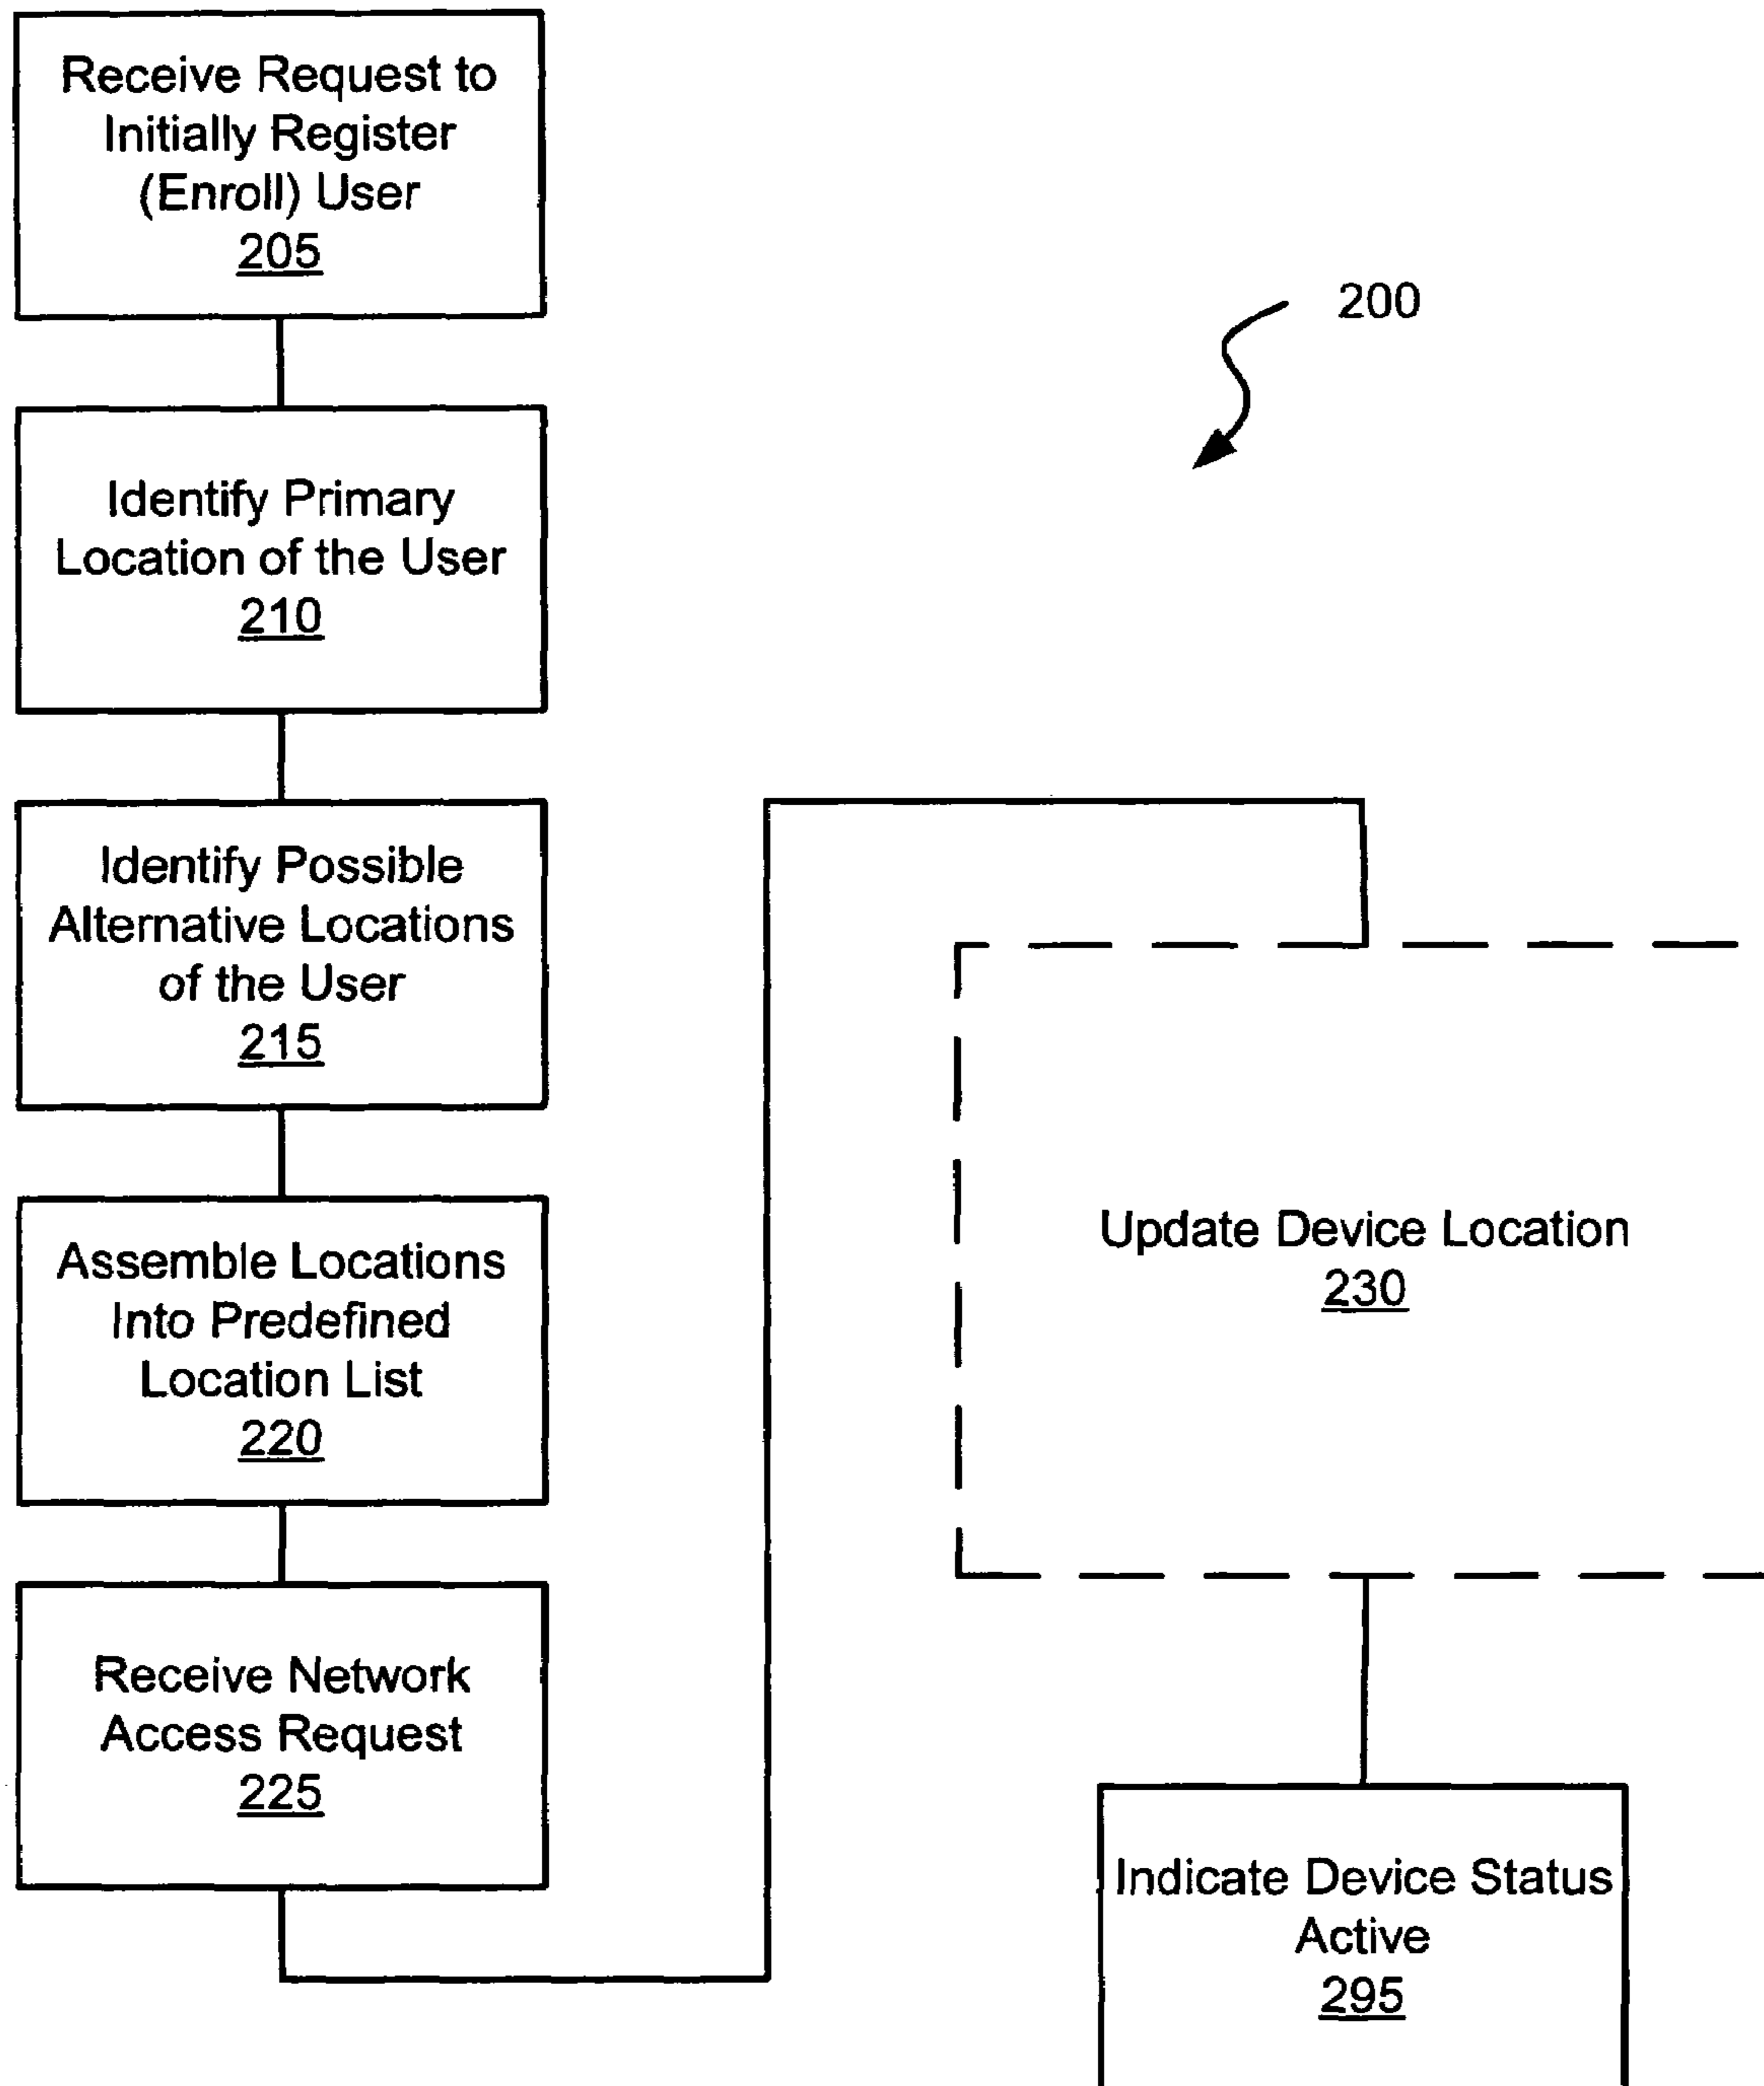 Receive Request to
Initially Register
(Enroll) User
205
200
Identify Primary
Location of the User
210
Identify Possible
Alternative Locations
of the User
215
Assemble Locations
Into Predefined
Location List
220
Receive Network
Access Request
225
Update Device Location
230
Indicate Device Status
Active
295